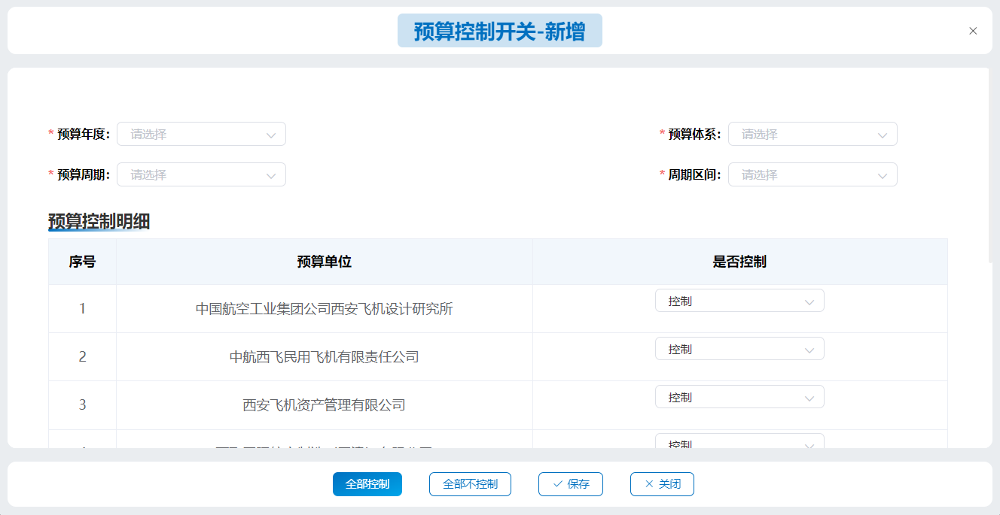 预算控制开关-新增
* 预算年度: 请选择
* 预算体系: 请选择
* 预算周期: 请选择
* 周期区间: 请选择
预算控制明细
序号 预算单位 是否控制
1 中国航空工业集团公司西安飞机设计研究所 控制
2 中航西飞民用飞机有限责任公司 控制
3 西安飞机资产管理有限公司 控制
控制
全部控制 全部不控制 保存 关闭